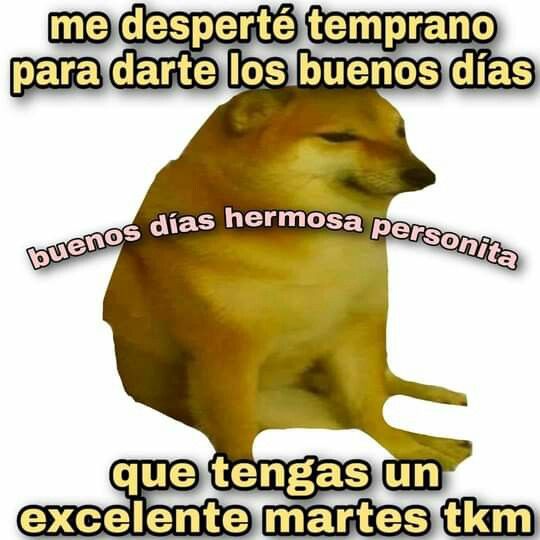 me desperté temprano
para darte los buenos días
buenos días hermosa personita
que tengas un
excelente martes tkm